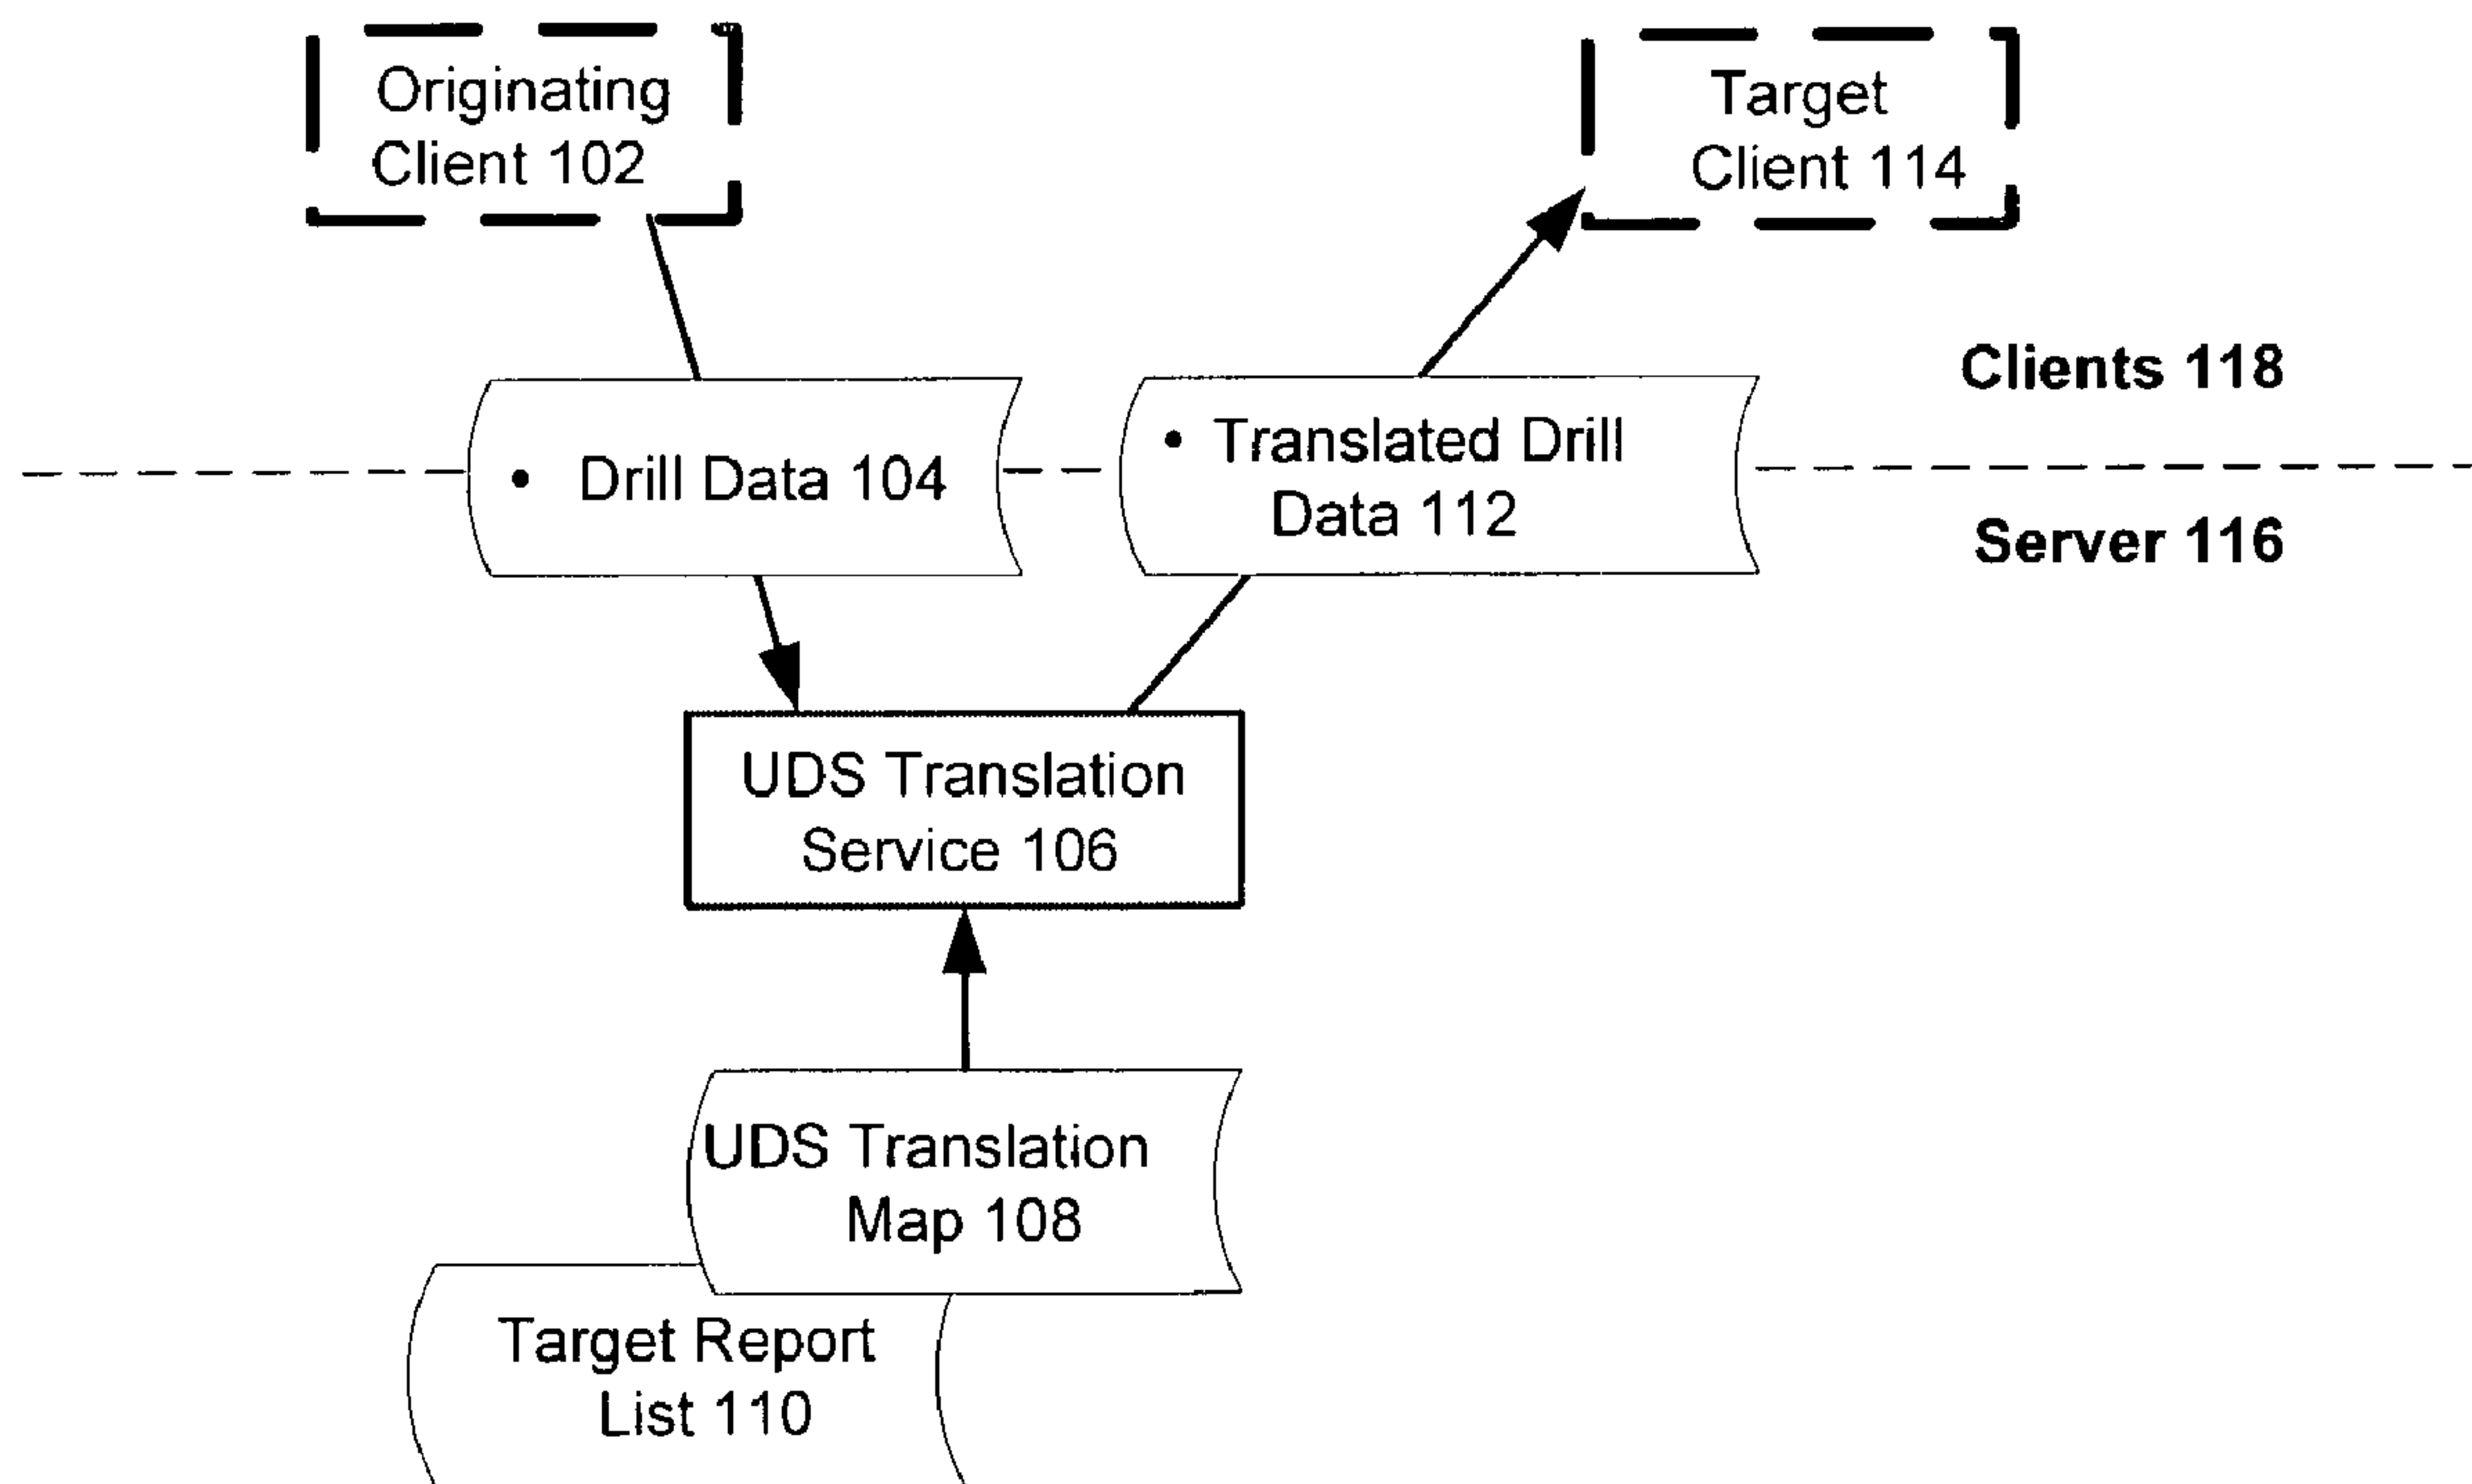 Originating
Client 102
Target
Client 114
Clients 118
• Drill Data 104
• Translated Drill
Data 112
Server 116
UDS Translation
Service 106
UDS Translation
Map 108
Target Report
List 110